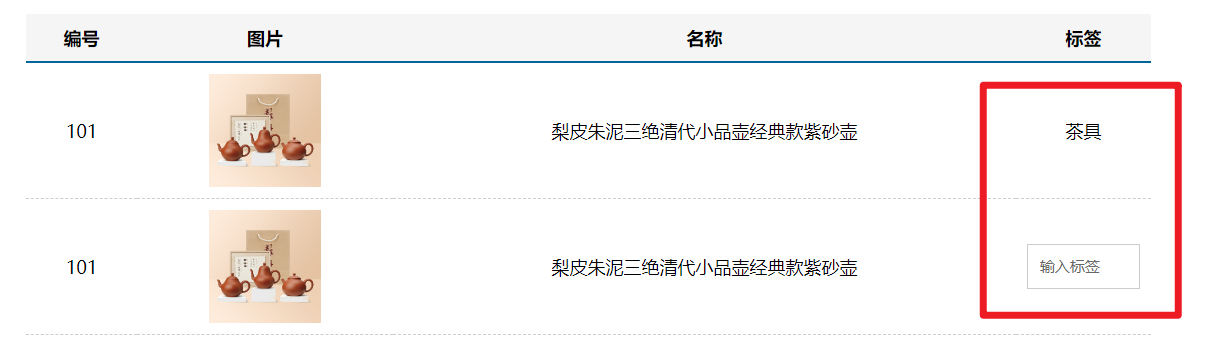 编号 图片 名称 标签
101 梨皮朱泥三绝清代小品壶经典款紫砂壶 茶具
101 梨皮朱泥三绝清代小品壶经典款紫砂壶 输入标签